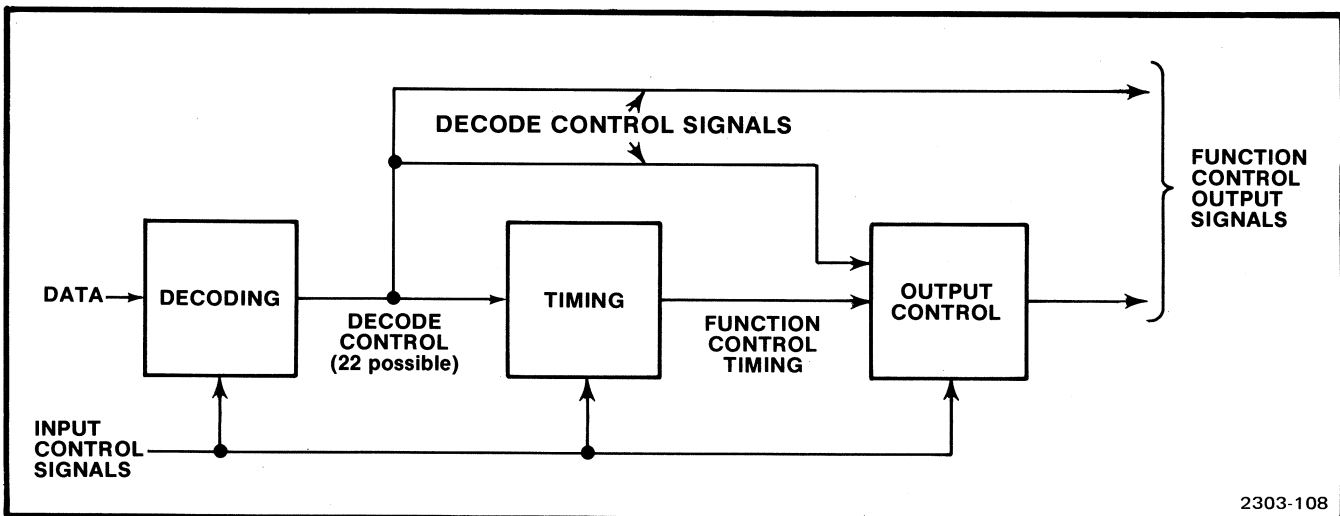 DECODE CONTROL SIGNALS
FUNCTION
CONTROL
OUTPUT
SIGNALS
DATA
DECODING
TIMING
OUTPUT
CONTROL
DECODE
CONTROL
(22 possible)
FUNCTION
CONTROL
TIMING
INPUT
CONTROL
SIGNALS
2303-108